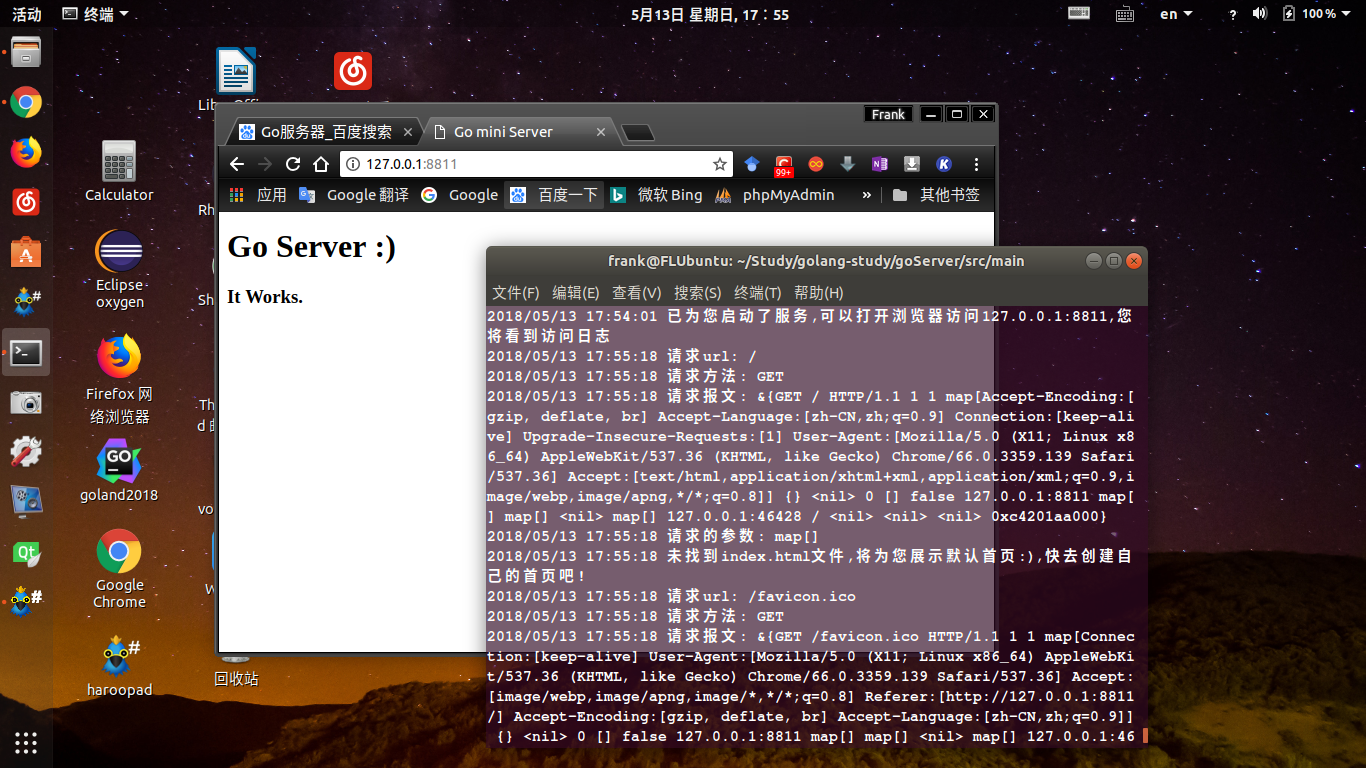 活动 终端 5月13日 星期日, 17：55 en ? 100%
Calculator
Eclipse
oxygen
Firefox 网
络浏览器
goland2018
Google
Chrome
haroopad
回收站
Frank
Go服务器_百度搜索 Go mini Server
127.0.0.1:8811 99+
应用 Google 翻译 Google 百度一下 微软 Bing phpMyAdmin » 其他书签
Go Server :)
It Works.
frank@FLUbuntu: ~/Study/golang-study/goServer/src/main
文件(F) 编辑(E) 查看(V) 搜索(S) 终端(T) 帮助(H)
2018/05/13 17:54:01 已为您启动了服务,可以打开浏览器访问127.0.0.1:8811,您
将看到访问日志
2018/05/13 17:55:18 请求url: /
2018/05/13 17:55:18 请求方法: GET
2018/05/13 17:55:18 请求报文: &{GET / HTTP/1.1 1 1 map[Accept-Encoding:[
gzip, deflate, br] Accept-Language:[zh-CN,zh;q=0.9] Connection:[keep-ali
ve] Upgrade-Insecure-Requests:[1] User-Agent:[Mozilla/5.0 (X11; Linux x8
6_64) AppleWebKit/537.36 (KHTML, like Gecko) Chrome/66.0.3359.139 Safari
/537.36] Accept:[text/html,application/xhtml+xml,application/xml;q=0.9,i
mage/webp,image/apng,*/*;q=0.8]] {} <nil> 0 [] false 127.0.0.1:8811 map[
] map[] <nil> map[] 127.0.0.1:46428 / <nil> <nil> <nil> 0xc4201aa000}
2018/05/13 17:55:18 请求的参数: map[]
2018/05/13 17:55:18 未找到index.html文件,将为您展示默认首页:),快去创建自
己的首页吧!
2018/05/13 17:55:18 请求url: /favicon.ico
2018/05/13 17:55:18 请求方法: GET
2018/05/13 17:55:18 请求报文: &{GET /favicon.ico HTTP/1.1 1 1 map[Connec
tion:[keep-alive] User-Agent:[Mozilla/5.0 (X11; Linux x86_64) AppleWebKi
t/537.36 (KHTML, like Gecko) Chrome/66.0.3359.139 Safari/537.36] Accept:
[image/webp,image/apng,image/*,*/*;q=0.8] Referer:[http://127.0.0.1:8811
/] Accept-Encoding:[gzip, deflate, br] Accept-Language:[zh-CN,zh;q=0.9]]
{} <nil> 0 [] false 127.0.0.1:8811 map[] map[] <nil> map[] 127.0.0.1:46